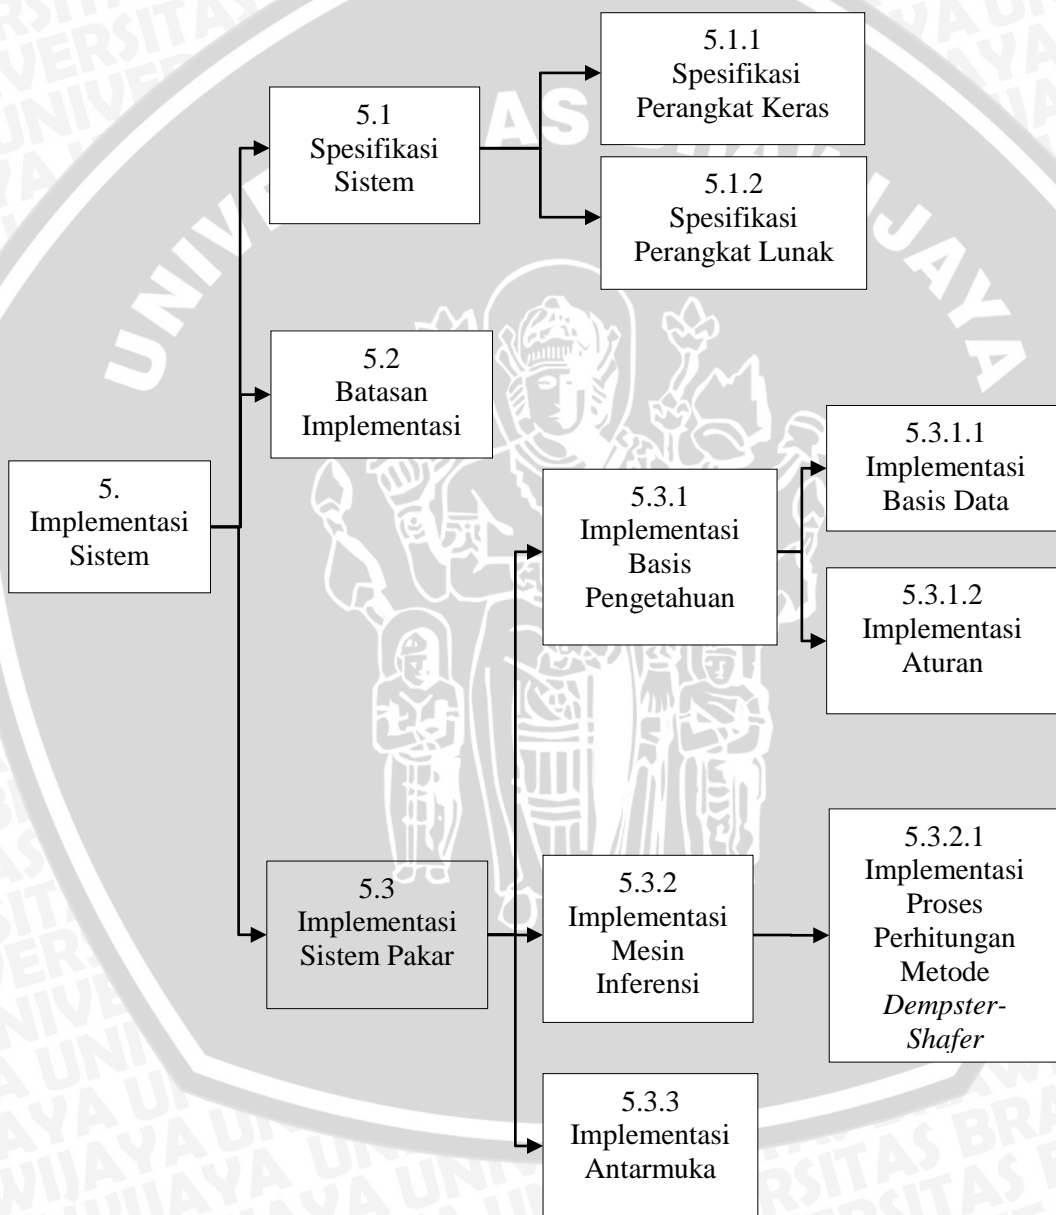 5.1.1
Spesifikasi
Perangkat Keras
5.1
Spesifikasi
Sistem
5.1.2
Spesifikasi
Perangkat Lunak
5.2
Batasan
Implementasi
5.
Implementasi
Sistem
5.3.1
Implementasi
Basis
Pengetahuan
5.3.1.1
Implementasi
Basis Data
5.3.1.2
Implementasi
Aturan
5.3
Implementasi
Sistem Pakar
5.3.2
Implementasi
Mesin
Inferensi
5.3.2.1
Implementasi
Proses
Perhitungan
Metode
Dempster-
Shafer
5.3.3
Implementasi
Antarmuka